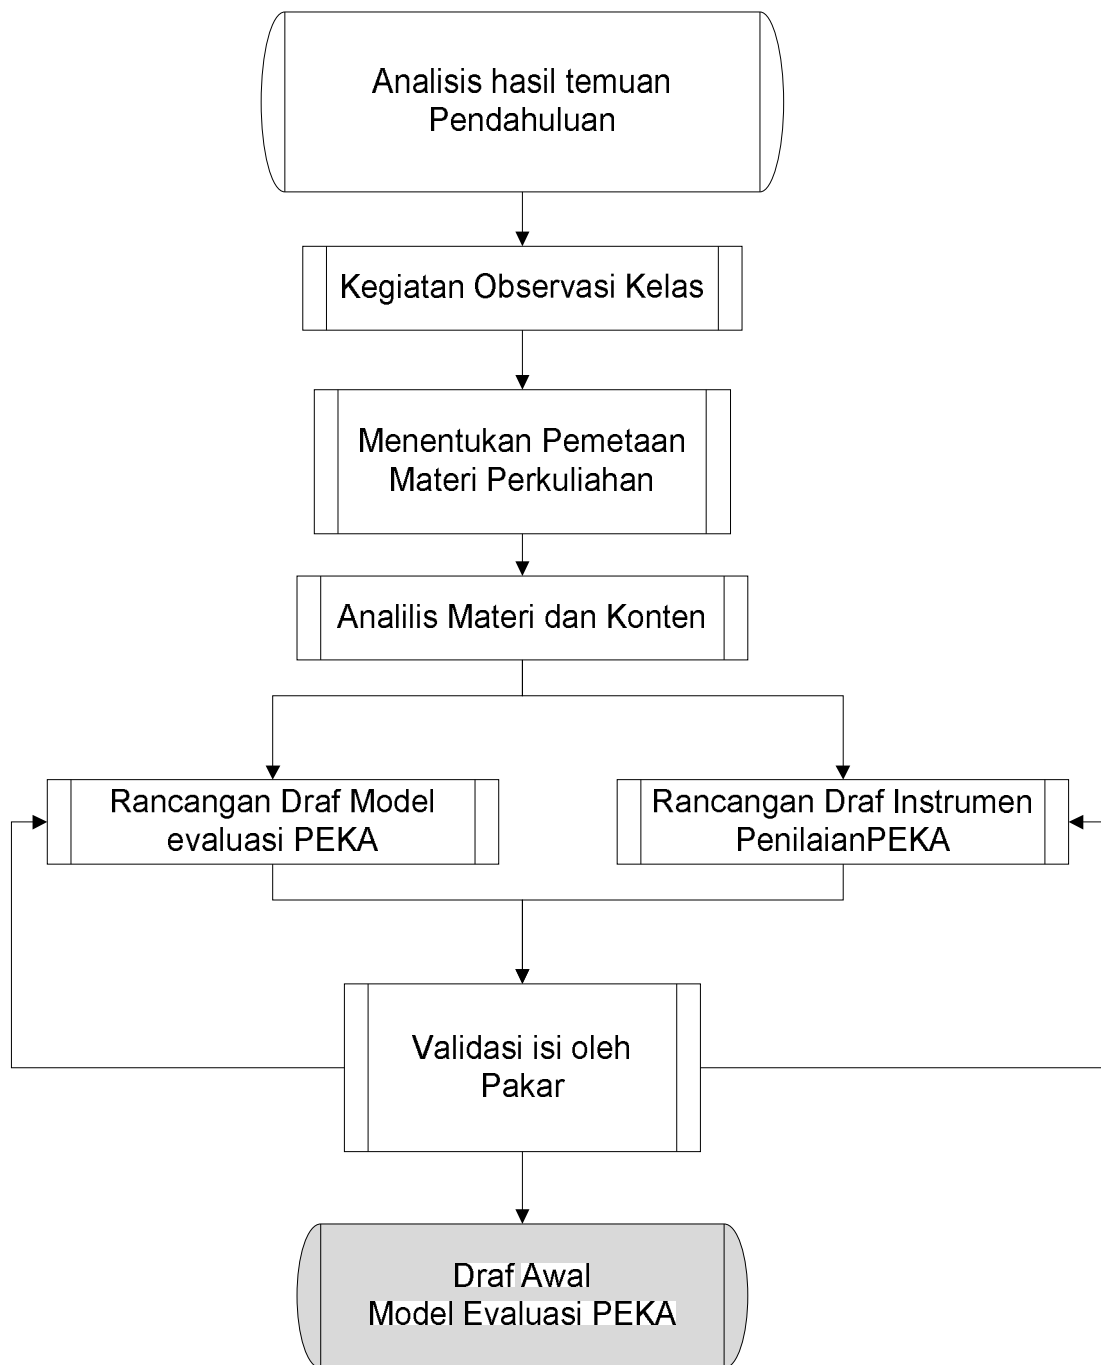 Analisis hasil temuan
Pendahuluan
Kegiatan Observasi Kelas
Menentukan Pemetaan
Materi Perkuliahan
Analilis Materi dan Konten
Rancangan Draf Model
evaluasi PEKA
Rancangan Draf Instrumen
PenilaianPEKA
Validasi isi oleh
Pakar
Draf Awal
Model Evaluasi PEKA